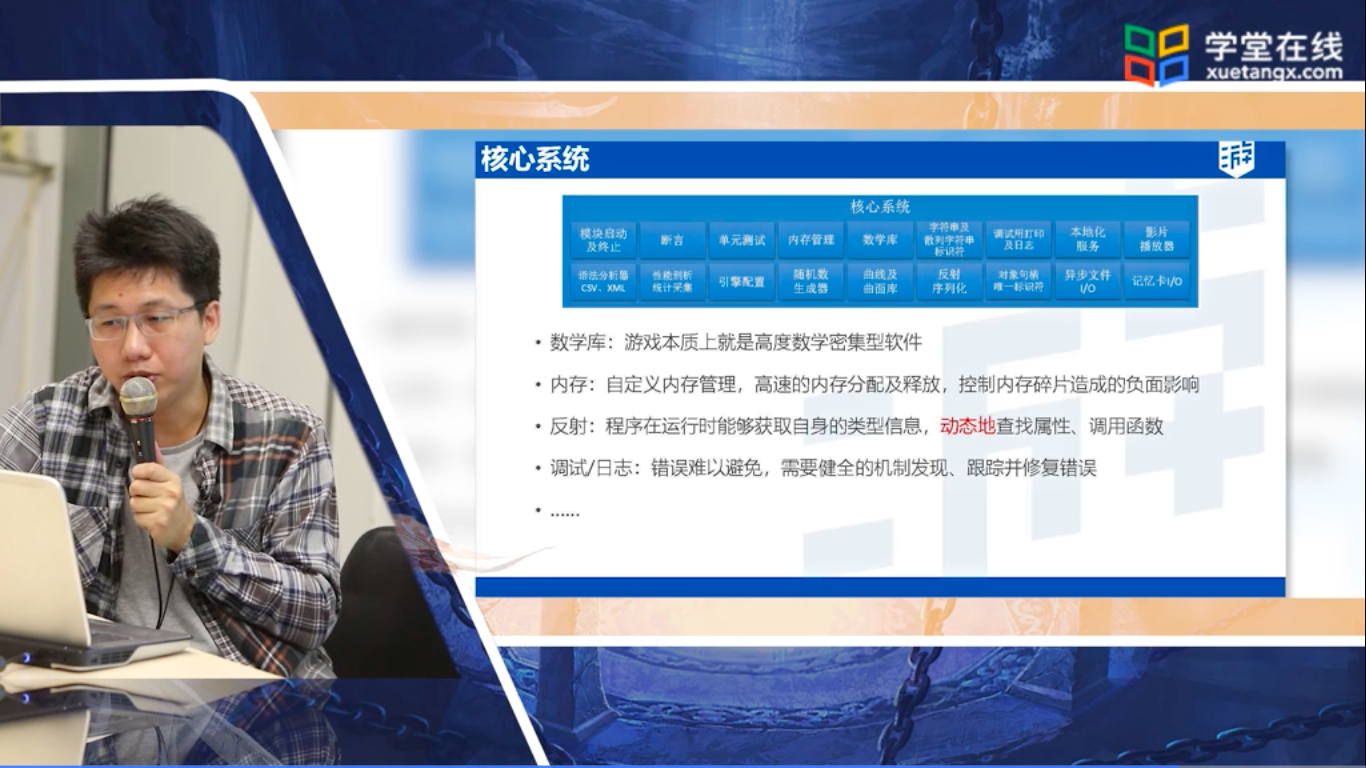 学堂在线
xuetangx.com
核心系统
核心系统
模块启动
及终止
断言
单元测试
内存管理
数学库
字符串及
散列字符串
标识符
调试用打印
及日志
本地化
服务
影片
播放器
语法分析器
CSV、XML
性能剖析
统计采集
引擎配置
随机数
生成器
曲线及
曲面库
反射
序列化
对象句柄
唯一标识符
异步文件
I/O
记忆卡I/O
• 数学库：游戏本质上就是高度数学密集型软件
• 内存：自定义内存管理，高速的内存分配及释放，控制内存碎片造成的负面影响
• 反射：程序在运行时能够获取自身的类型信息，动态地查找属性、调用函数
• 调试/日志：错误难以避免，需要健全的机制发现、跟踪并修复错误
• ......